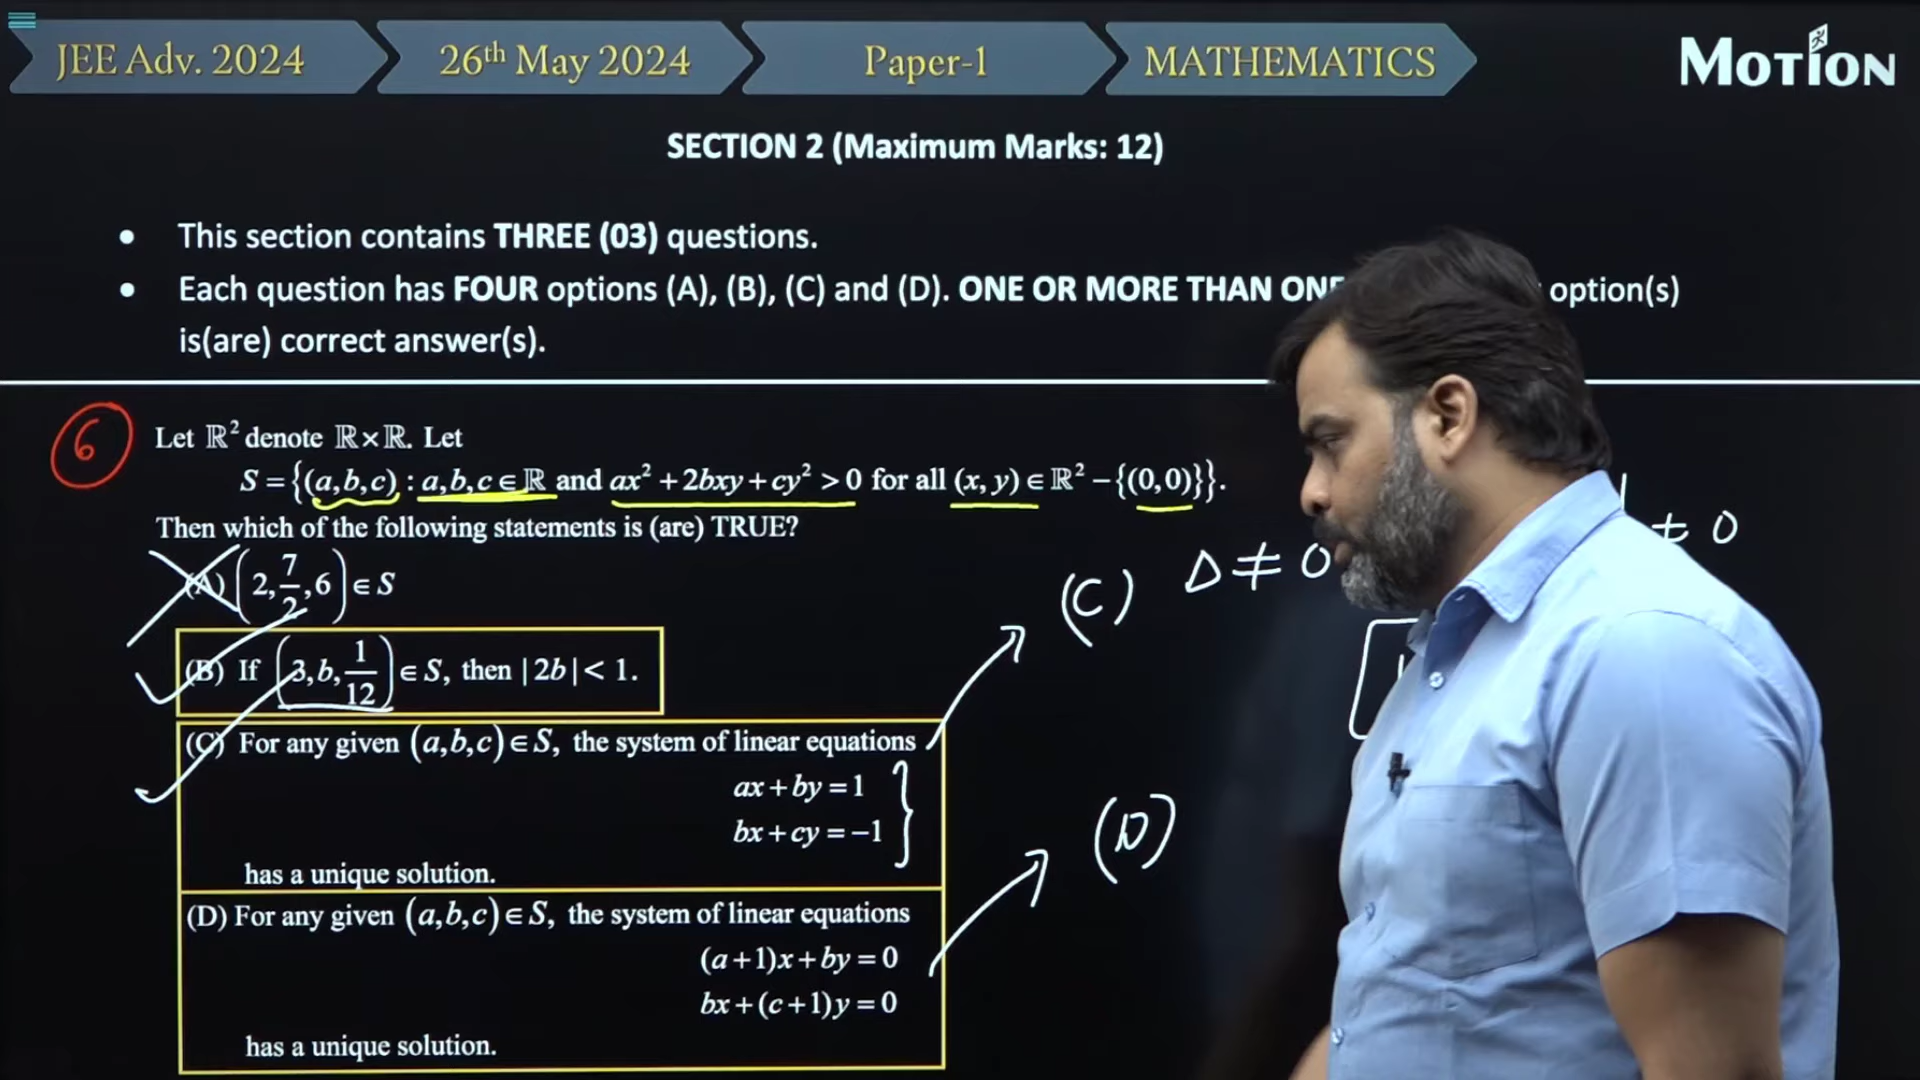 JEE Adv. 2024 26th May 2024 Paper-1 MATHEMATICS MOTION
SECTION 2 (Maximum Marks: 12)
• This section contains THREE (03) questions.
• Each question has FOUR options (A), (B), (C) and (D). ONE OR MORE THAN ONE option(s)
is(are) correct answer(s).
6 Let ℝ² denote ℝ×ℝ. Let
S = {(a,b,c) : a,b,c ∈ ℝ and ax² + 2bxy + cy² > 0 for all (x, y) ∈ ℝ² − {(0,0)}}.
Then which of the following statements is (are) TRUE?
(A) (2, 7/2, 6) ∈ S
(B) If (3, b, 1/12) ∈ S, then |2b| < 1.
(C) For any given (a,b,c) ∈ S, the system of linear equations
ax + by = 1
bx + cy = −1
has a unique solution.
(D) For any given (a,b,c) ∈ S, the system of linear equations
(a+1)x + by = 0
bx + (c+1)y = 0
has a unique solution.
(C) Δ ≠ 0
≠ 0
(D)